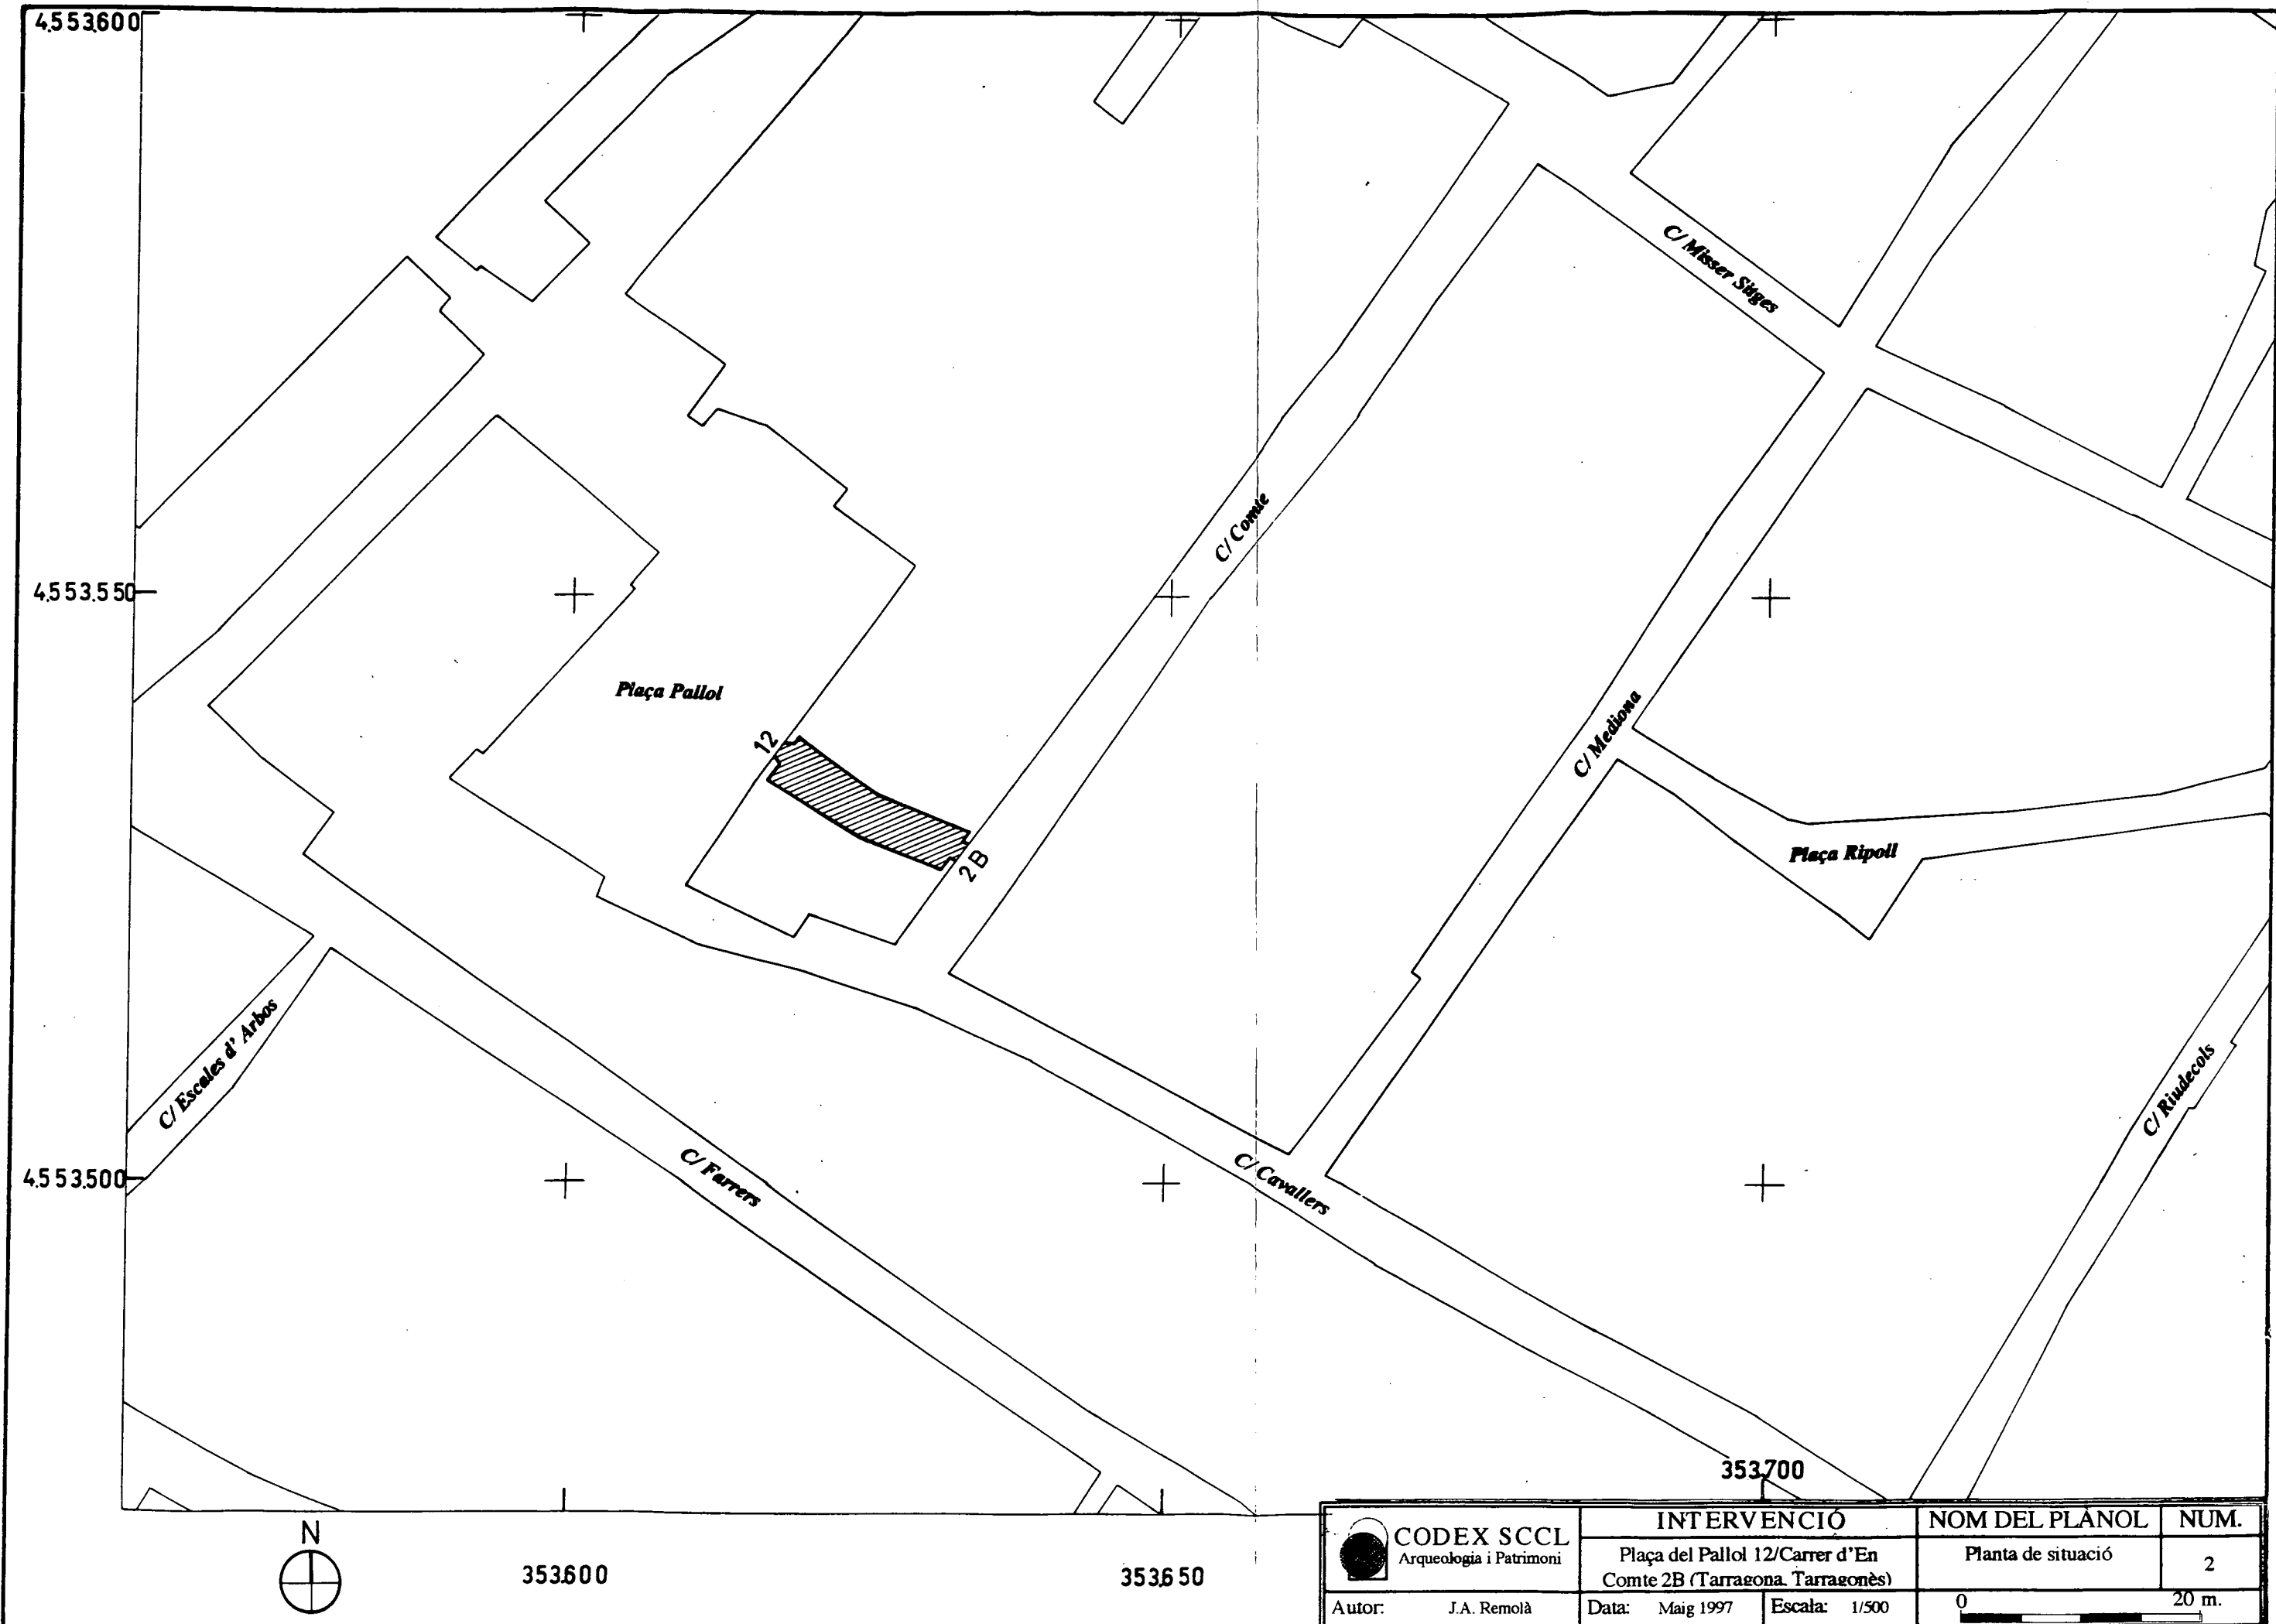 4.553.600
C/ Misser Sitges
C/ Comte
4.553.550
Plaça Pallol
12
C/ Mediona
2 B
Plaça Ripoll
C/ Escales d' Arbos
C/ Riudecols
C/ Farrers
C/ Cavallers
4.553.500
353.700
N
353.600
353.650
CODEX SCCL
Arqueologia i Patrimoni
INTERVENCIÓ
Plaça del Pallol 12/Carrer d'En
Comte 2B (Tarragona. Tarragonès)
NOM DEL PLÀNOL
Planta de situació
NUM.
2
Autor: J.A. Remolà
Data: Maig 1997
Escala: 1/500
0 20 m.